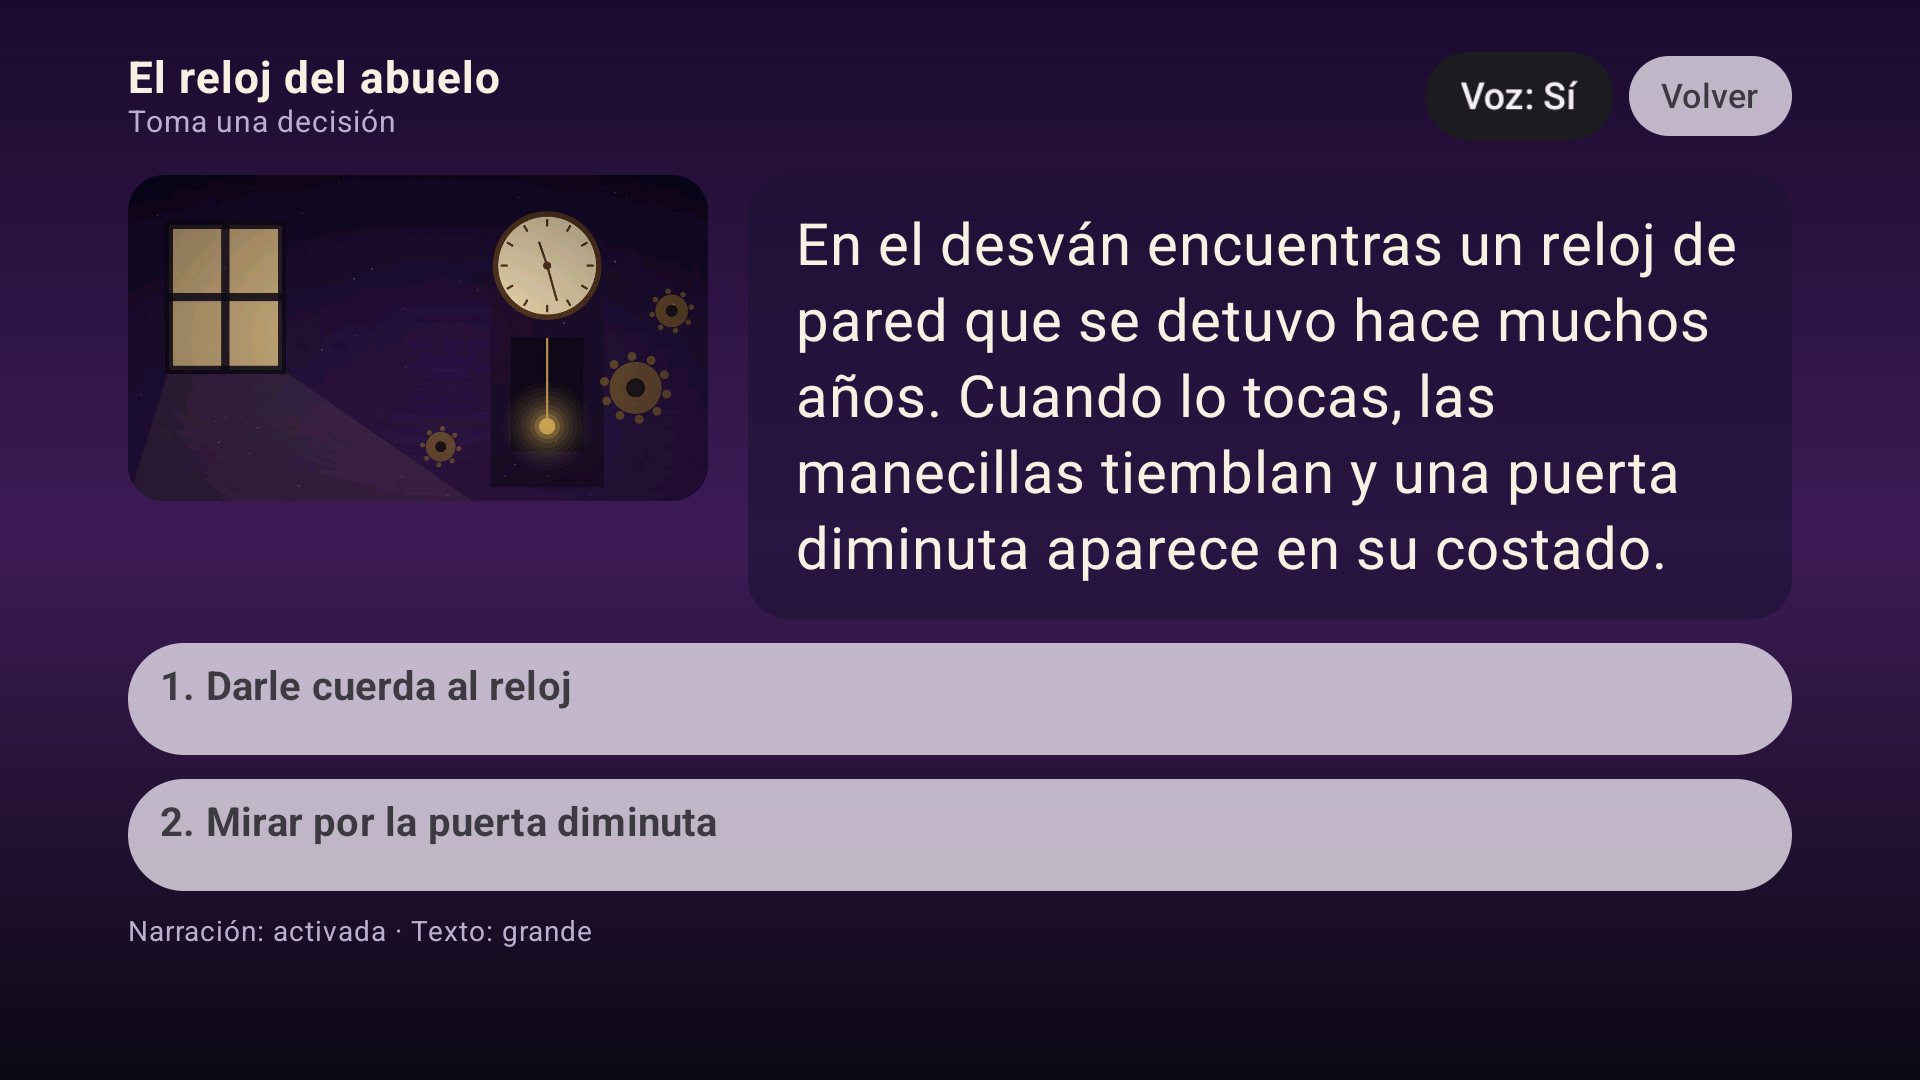 El reloj del abuelo
Toma una decisión
Voz: Sí
Volver
En el desván encuentras un reloj de
pared que se detuvo hace muchos
años. Cuando lo tocas, las
manecillas tiemblan y una puerta
diminuta aparece en su costado.
1. Darle cuerda al reloj
2. Mirar por la puerta diminuta
Narración: activada · Texto: grande